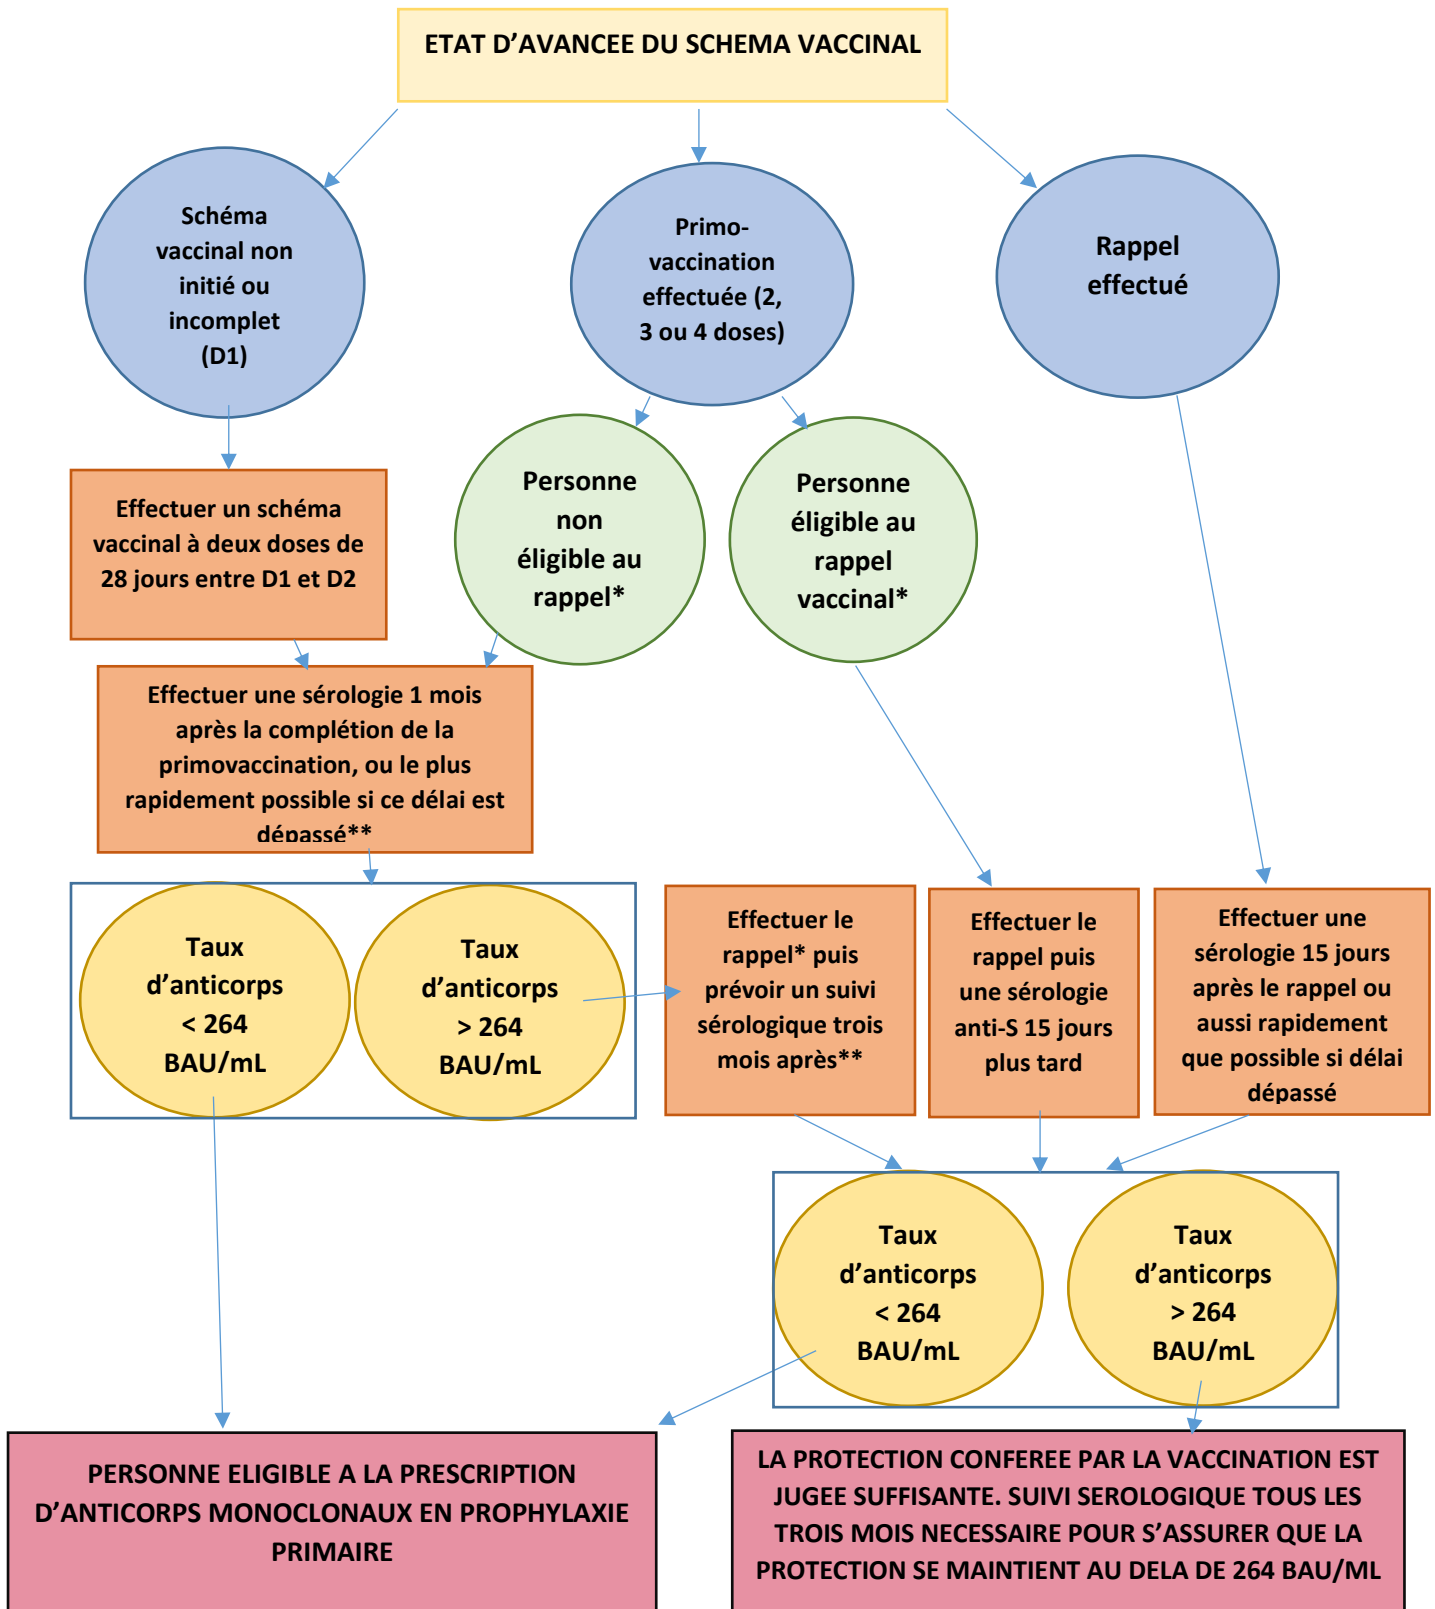 ETAT D’AVANCEE DU SCHEMA VACCINAL
Schéma
vaccinal non
initié ou
incomplet
(D1)
Primo-
vaccination
effectuée (2,
3 ou 4 doses)
Rappel
effectué
Personne
non
éligible au
rappel*
Personne
éligible au
rappel
vaccinal*
Effectuer un schéma
vaccinal à deux doses de
28 jours entre D1 et D2
Effectuer une sérologie 1 mois
après la complétion de la
primovaccination, ou le plus
rapidement possible si ce délai est
dépassé**
Taux
d’anticorps
< 264
BAU/mL
Taux
d’anticorps
> 264
BAU/mL
Effectuer le
rappel* puis
prévoir un suivi
sérologique trois
mois après**
Effectuer le
rappel puis
une sérologie
anti-S 15 jours
plus tard
Effectuer une
sérologie 15 jours
après le rappel ou
aussi rapidement
que possible si délai
dépassé
Taux
d’anticorps
< 264
BAU/mL
Taux
d’anticorps
> 264
BAU/mL
PERSONNE ELIGIBLE A LA PRESCRIPTION
D’ANTICORPS MONOCLONAUX EN PROPHYLAXIE
PRIMAIRE
LA PROTECTION CONFEREE PAR LA VACCINATION EST
JUGEE SUFFISANTE. SUIVI SEROLOGIQUE TOUS LES
TROIS MOIS NECESSAIRE POUR S’ASSURER QUE LA
PROTECTION SE MAINTIENT AU DELA DE 264 BAU/ML